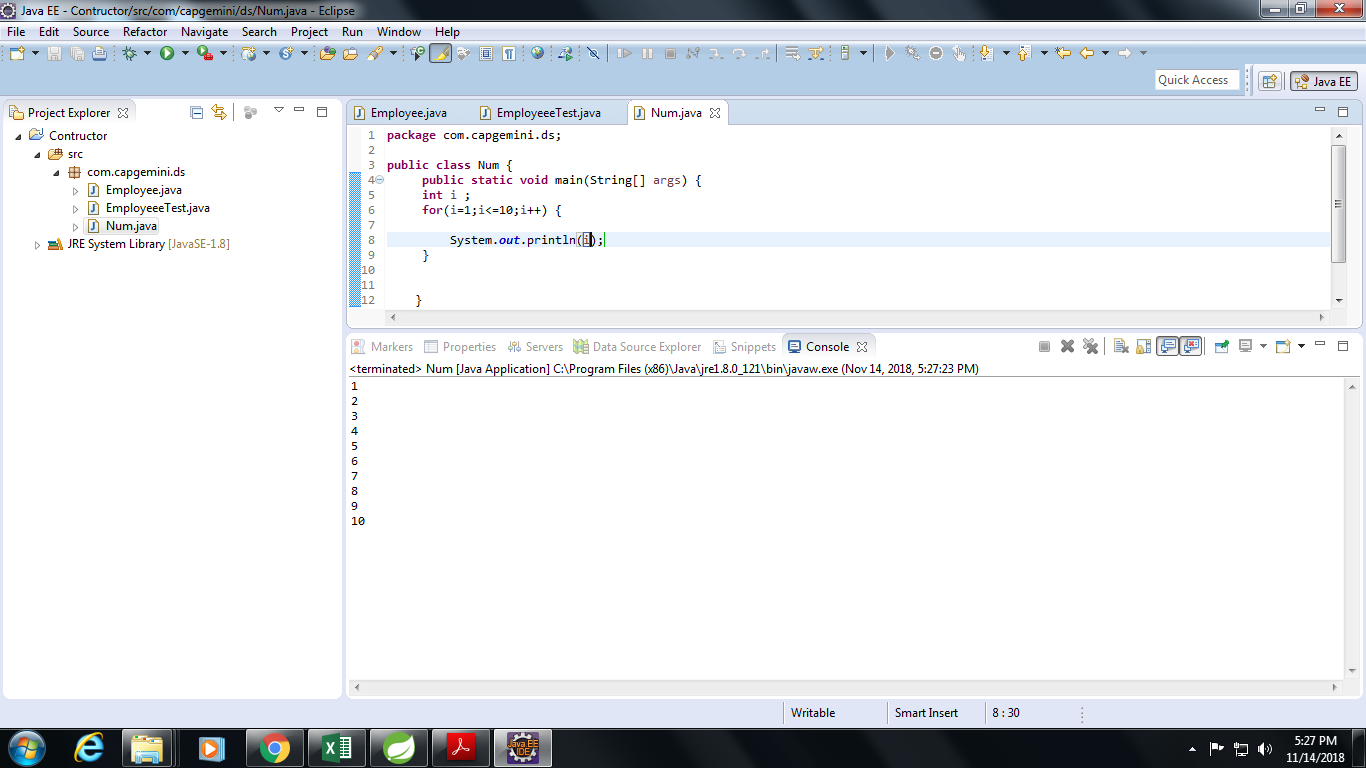 Java EE - Contructor/src/com/capgemini/ds/Num.java - Eclipse
File Edit Source Refactor Navigate Search Project Run Window Help
Quick Access
Java EE
Project Explorer
Contructor
src
com.capgemini.ds
Employee.java
EmployeeeTest.java
Num.java
JRE System Library [JavaSE-1.8]
Employee.java EmployeeeTest.java Num.java
1 package com.capgemini.ds;
2
3 public class Num {
4 public static void main(String[] args) {
5 int i ;
6 for(i=1;i<=10;i++) {
7
8 System.out.println(i);
9 }
10
11
12 }
Markers Properties Servers Data Source Explorer Snippets Console
<terminated> Num [Java Application] C:\Program Files (x86)\Java\jre1.8.0_121\bin\javaw.exe (Nov 14, 2018, 5:27:23 PM)
1
2
3
4
5
6
7
8
9
10
Writable Smart Insert 8 : 30
Java EE
IDE
5:27 PM
11/14/2018